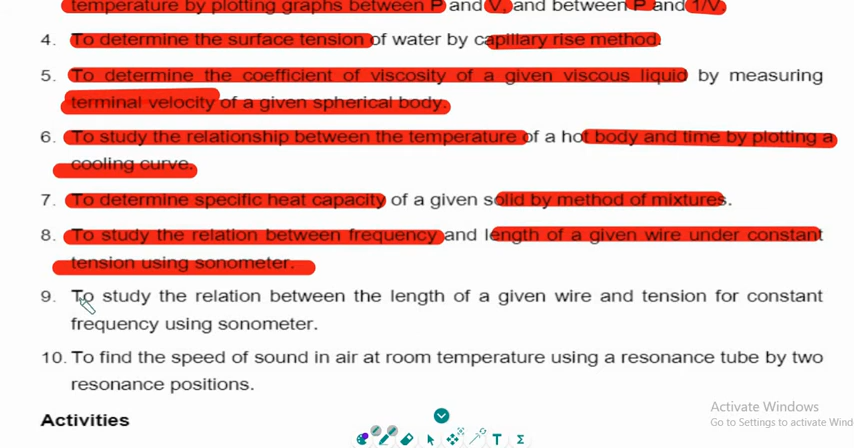 temperature by plotting graphs between P and V, and between P and 1/V.
4. To determine the surface tension of water by capillary rise method.
5. To determine the coefficient of viscosity of a given viscous liquid by measuring
terminal velocity of a given spherical body.
6. To study the relationship between the temperature of a hot body and time by plotting a
cooling curve.
7. To determine specific heat capacity of a given solid by method of mixtures.
8. To study the relation between frequency and length of a given wire under constant
tension using sonometer.
9. To study the relation between the length of a given wire and tension for constant
frequency using sonometer.
10. To find the speed of sound in air at room temperature using a resonance tube by two
resonance positions.
Activities
Activate Windows
Go to Settings to activate Wind
T Σ